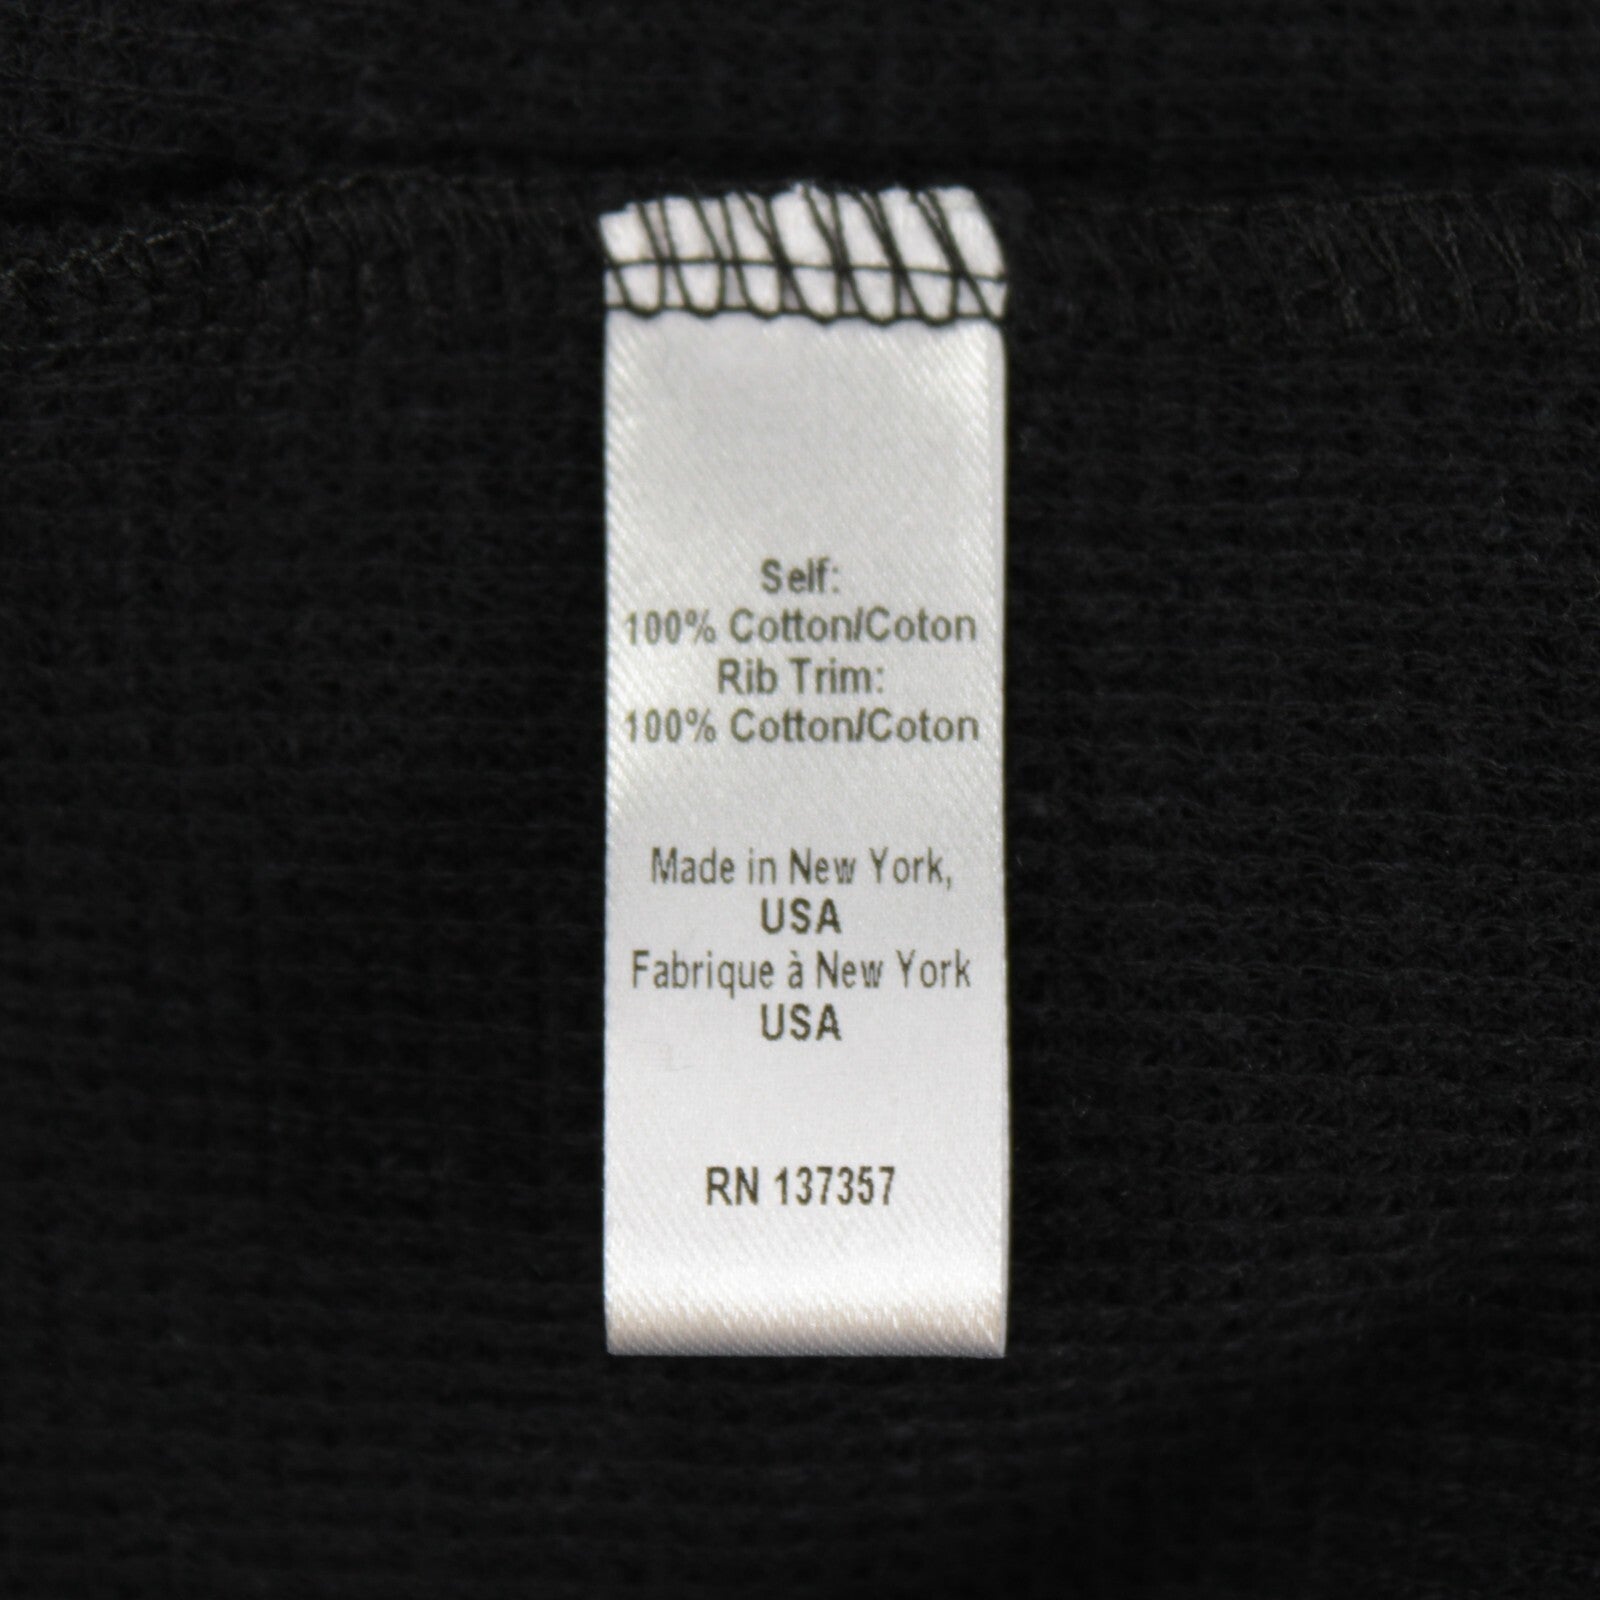 Self:
100% Cotton/Coton
Rib Trim:
100% Cotton/Coton
Made in New York,
USA
Fabrique à New York
USA
RN 137357